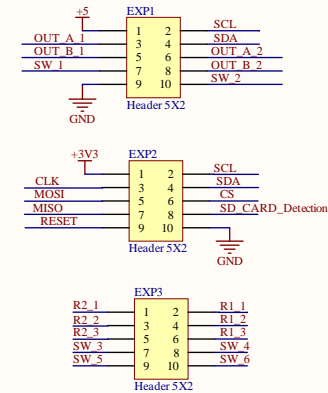 EXP1
+5
1 2 SCL
OUT_A_1 3 4 SDA
OUT_B_1 5 6 OUT_A_2
SW_1 7 8 OUT_B_2
9 10 SW_2
GND
Header 5X2
EXP2
+3V3
1 2 SCL
CLK 3 4 SDA
MOSI 5 6 CS
MISO 7 8 SD_CARD_Detection
RESET 9 10
GND
Header 5X2
EXP3
R2_1 1 2 R1_1
R2_2 3 4 R1_2
R2_3 5 6 R1_3
SW_3 7 8 SW_4
SW_5 9 10 SW_6
Header 5X2